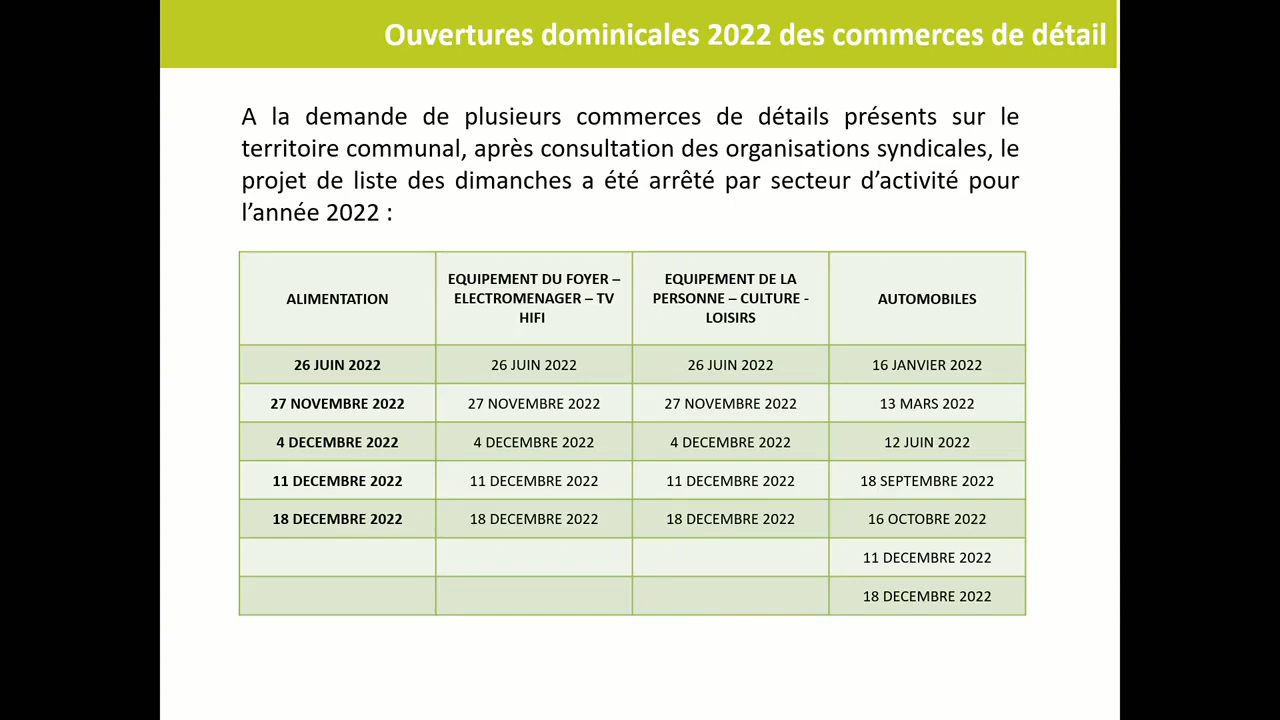 Ouvertures dominicales 2022 des commerces de détail
A la demande de plusieurs commerces de détails présents sur le
territoire communal, après consultation des organisations syndicales, le
projet de liste des dimanches a été arrêté par secteur d’activité pour
l’année 2022 :
ALIMENTATION
EQUIPEMENT DU FOYER –
ELECTROMENAGER – TV
HIFI
EQUIPEMENT DE LA
PERSONNE – CULTURE -
LOISIRS
AUTOMOBILES
26 JUIN 2022 26 JUIN 2022 26 JUIN 2022 16 JANVIER 2022
27 NOVEMBRE 2022 27 NOVEMBRE 2022 27 NOVEMBRE 2022 13 MARS 2022
4 DECEMBRE 2022 4 DECEMBRE 2022 4 DECEMBRE 2022 12 JUIN 2022
11 DECEMBRE 2022 11 DECEMBRE 2022 11 DECEMBRE 2022 18 SEPTEMBRE 2022
18 DECEMBRE 2022 18 DECEMBRE 2022 18 DECEMBRE 2022 16 OCTOBRE 2022
11 DECEMBRE 2022
18 DECEMBRE 2022